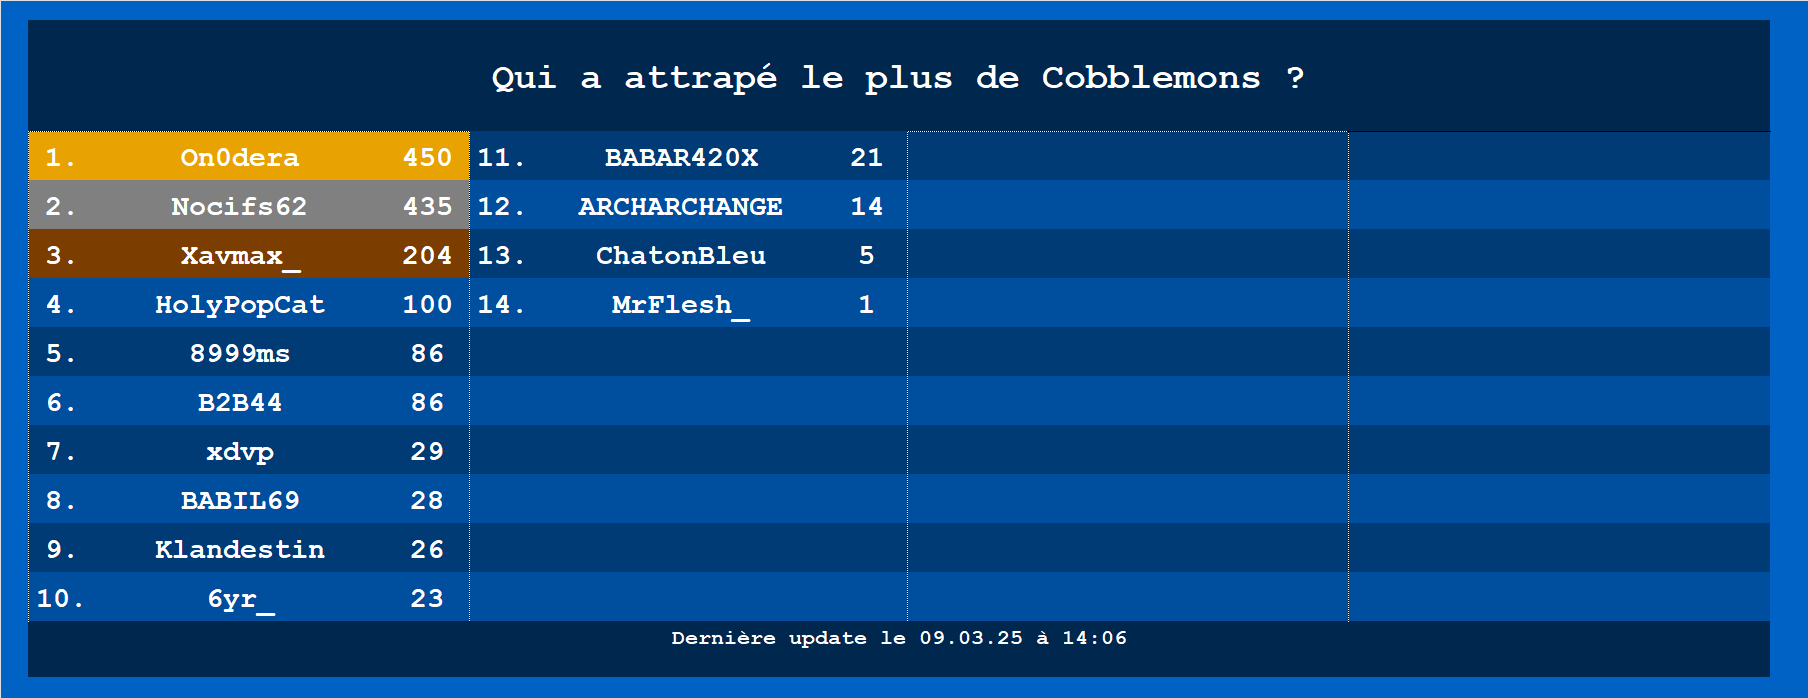 Qui a attrapé le plus de Cobblemons ?
1. On0dera 450
2. Nocifs62 435
3. Xavmax_ 204
4. HolyPopCat 100
5. 8999ms 86
6. B2B44 86
7. xdvp 29
8. BABIL69 28
9. Klandestin 26
10. 6yr_ 23
11. BABAR420X 21
12. ARCHARCHANGE 14
13. ChatonBleu 5
14. MrFlesh_ 1
Dernière update le 09.03.25 à 14:06